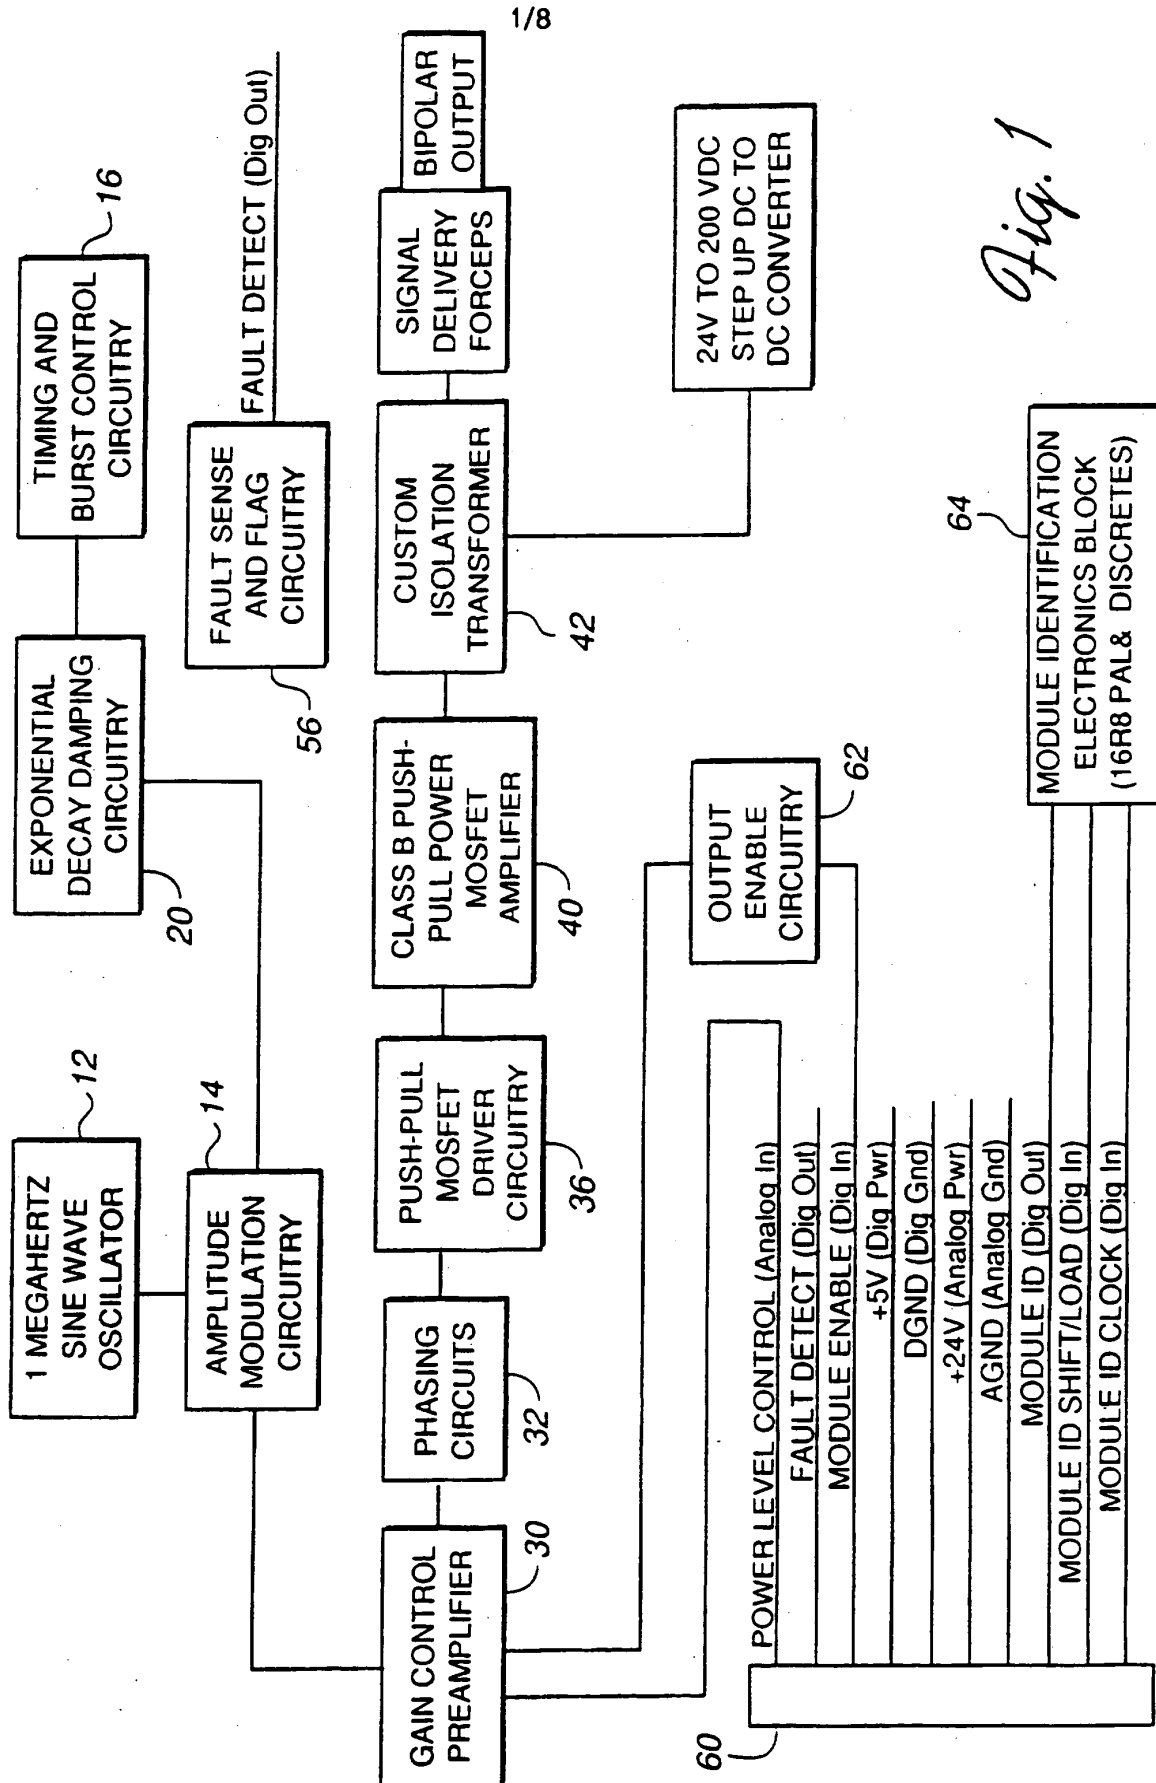 1/8
1 MEGAHERTZ
SINE WAVE
OSCILLATOR
12
EXPONENTIAL
DECAY DAMPING
CIRCUITRY
20
TIMING AND
BURST CONTROL
CIRCUITRY
16
AMPLITUDE
MODULATION
CIRCUITRY
14
FAULT SENSE
AND FLAG
CIRCUITRY
56
FAULT DETECT (Dig Out)
GAIN CONTROL
PREAMPLIFIER
30
PHASING
CIRCUITS
32
PUSH-PULL
MOSFET
DRIVER
CIRCUITRY
36
CLASS B PUSH-
PULL POWER
MOSFET
AMPLIFIER
40
CUSTOM
ISOLATION
TRANSFORMER
42
SIGNAL
DELIVERY
FORCEPS
BIPOLAR
OUTPUT
OUTPUT
ENABLE
CIRCUITRY
62
24V TO 200 VDC
STEP UP DC TO
DC CONVERTER
60
POWER LEVEL CONTROL (Analog In)
FAULT DETECT (Dig Out)
MODULE ENABLE (Dig In)
+5V (Dig Pwr)
DGND (Dig Gnd)
+24V (Analog Pwr)
AGND (Analog Gnd)
MODULE ID (Dig Out)
MODULE ID SHIFT/LOAD (Dig In)
MODULE ID CLOCK (Dig In)
64
MODULE IDENTIFICATION
ELECTRONICS BLOCK
(16R8 PAL& DISCRETES)
Fig. 1